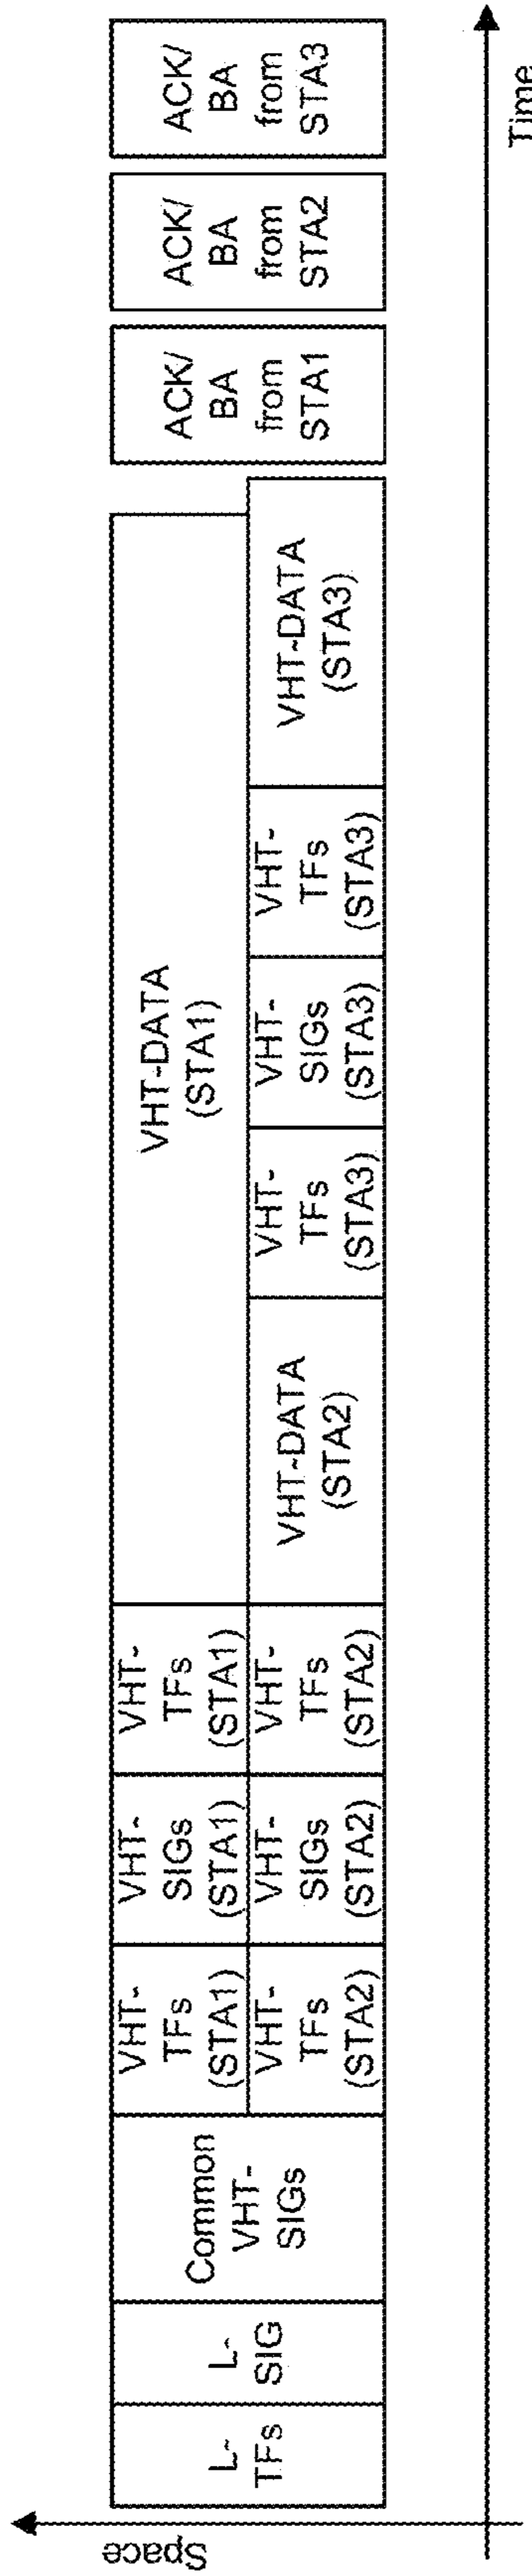 Space
L-
TFs
L-
SIG
Common
VHT-
SIGs
VHT-
TFs
(STA1)
VHT-
SIGs
(STA1)
VHT-
TFs
(STA1)
VHT-DATA
(STA1)
VHT-
TFs
(STA2)
VHT-
SIGs
(STA2)
VHT-
TFs
(STA2)
VHT-DATA
(STA2)
VHT-
TFs
(STA3)
VHT-
SIGs
(STA3)
VHT-
TFs
(STA3)
VHT-DATA
(STA3)
ACK/
BA
from
STA1
ACK/
BA
from
STA2
ACK/
BA
from
STA3
Time